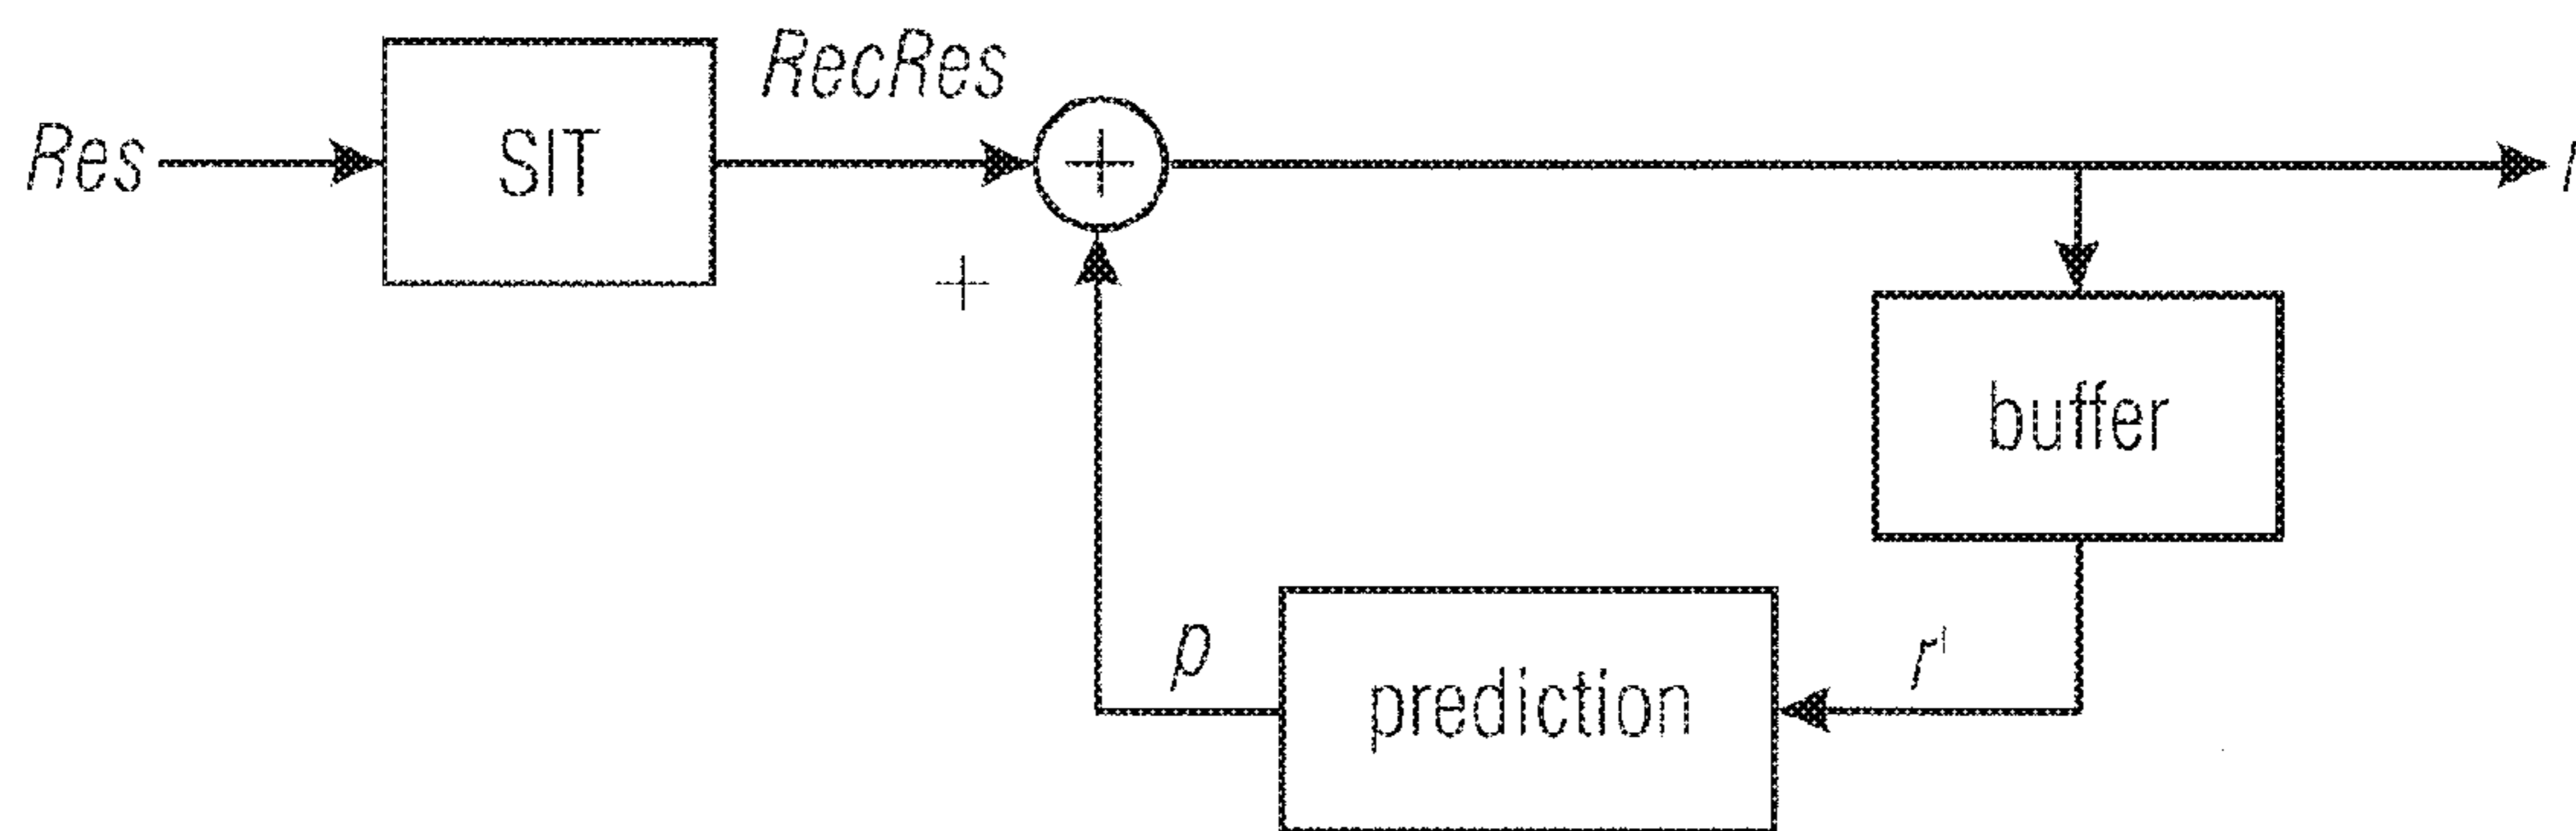 Res
SIT
RecRes
+
+
buffer
prediction
p
r'